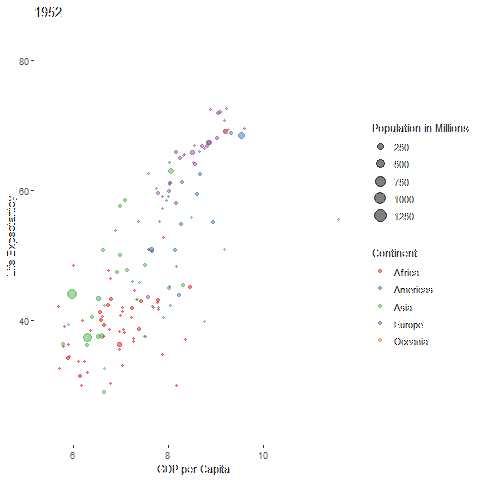 1952
80
60
40
Life Expectancy
6
8
10
GDP per Capita
Population in Millions
250
500
750
1000
1250
Continent
Africa
Americas
Asia
Europe
Oceania